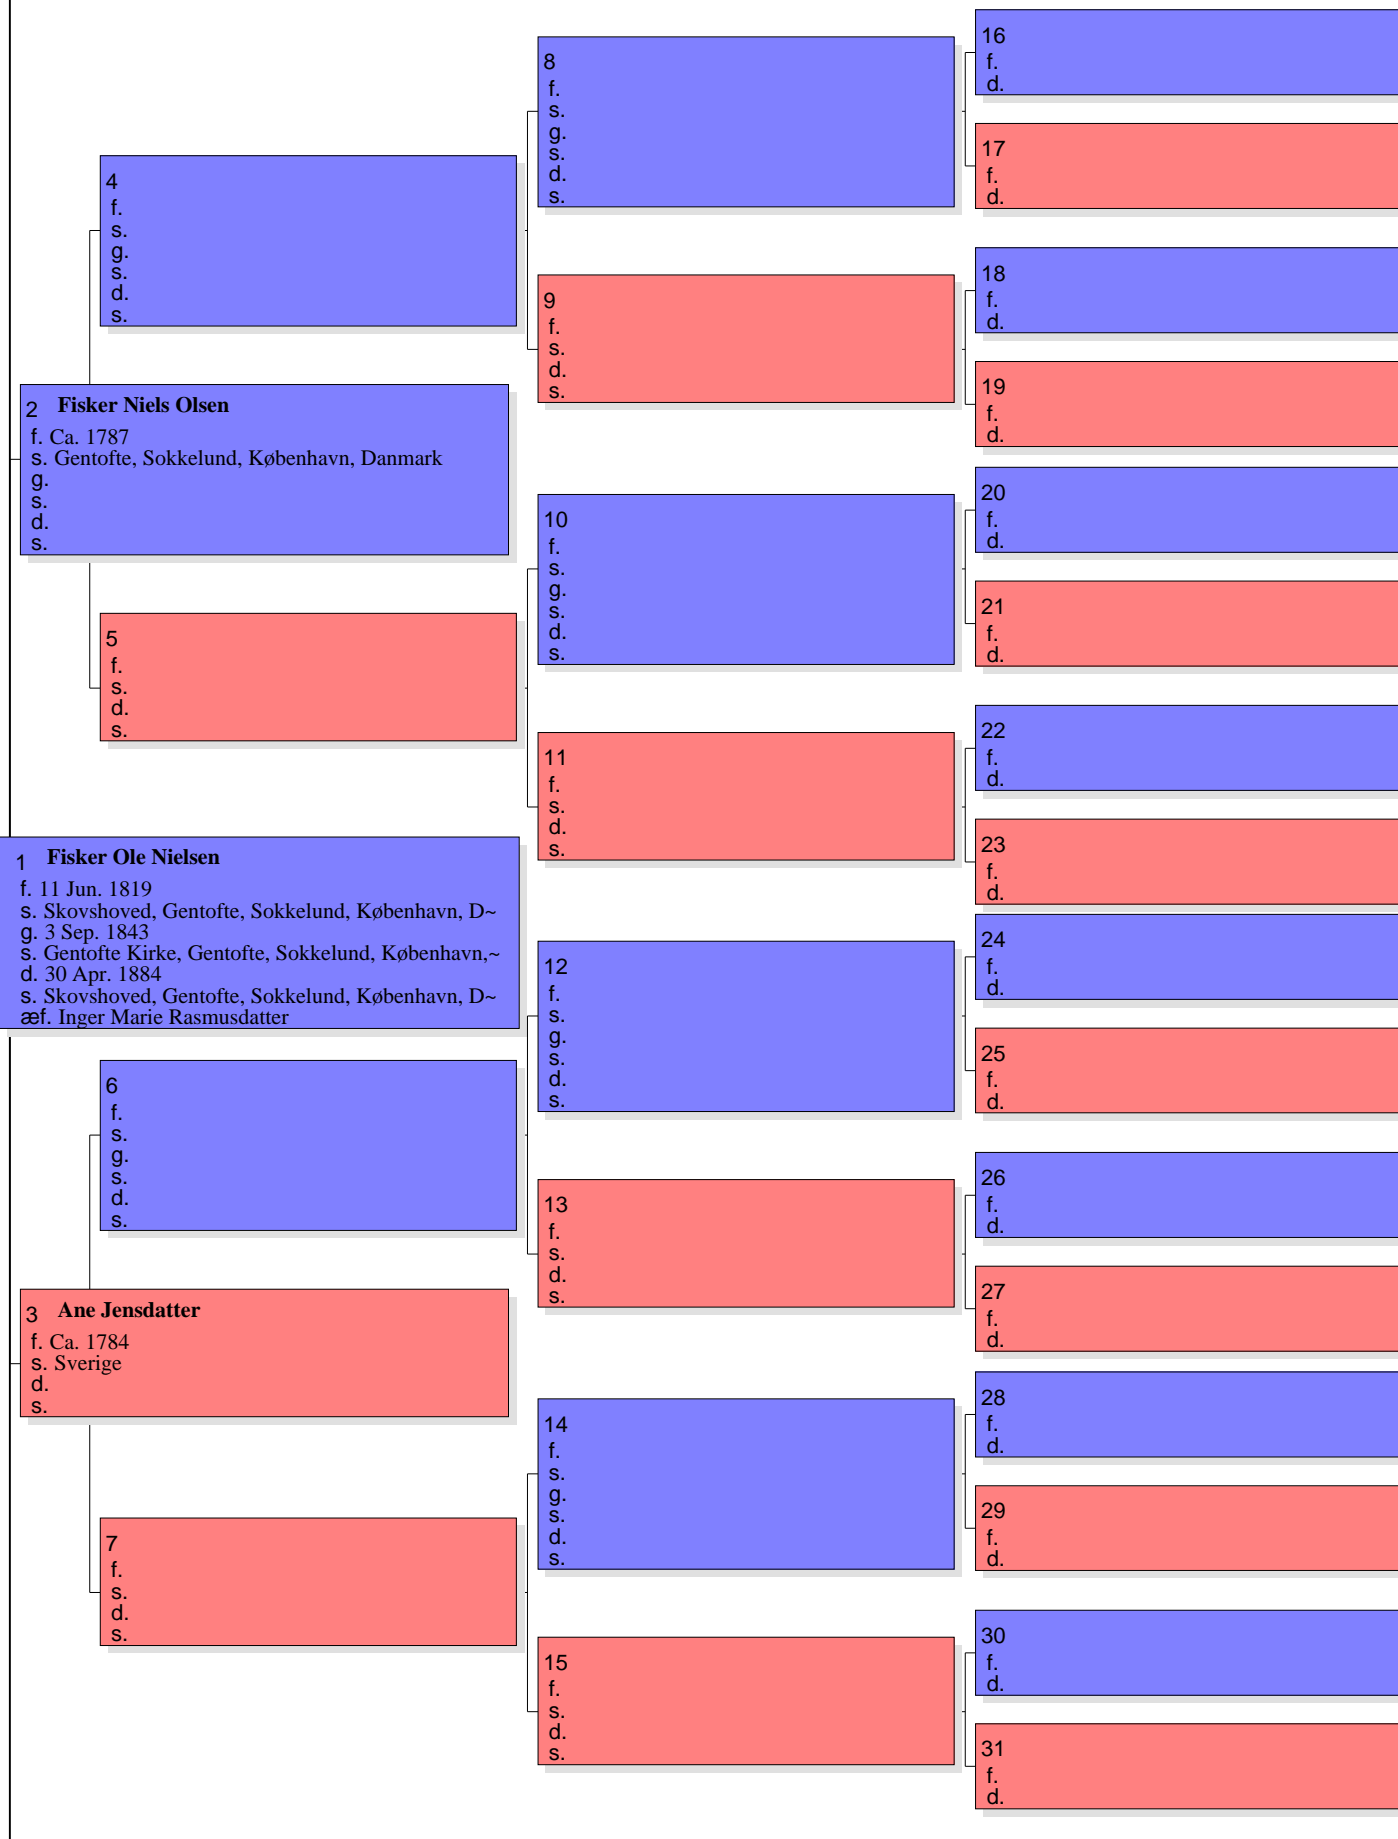 16
f.
d.
8
f.
s.
g.
s.
d.
s.
17
f.
d.
4
f.
s.
g.
s.
d.
s.
18
f.
d.
9
f.
s.
d.
s.
19
f.
d.
2 Fisker Niels Olsen
f. Ca. 1787
s. Gentofte, Sokkelund, København, Danmark
g.
s.
d.
s.
20
f.
d.
10
f.
s.
g.
s.
d.
s.
21
f.
d.
5
f.
s.
d.
s.
22
f.
d.
11
f.
s.
d.
s.
23
f.
d.
1 Fisker Ole Nielsen
f. 11 Jun. 1819
s. Skovshoved, Gentofte, Sokkelund, København, D~
g. 3 Sep. 1843
s. Gentofte Kirke, Gentofte, Sokkelund, København,~
d. 30 Apr. 1884
s. Skovshoved, Gentofte, Sokkelund, København, D~
æf. Inger Marie Rasmusdatter
24
f.
d.
12
f.
s.
g.
s.
d.
s.
25
f.
d.
6
f.
s.
g.
s.
d.
s.
26
f.
d.
13
f.
s.
d.
s.
27
f.
d.
3 Ane Jensdatter
f. Ca. 1784
s. Sverige
d.
s.
28
f.
d.
14
f.
s.
g.
s.
d.
s.
29
f.
d.
7
f.
s.
d.
s.
30
f.
d.
15
f.
s.
d.
s.
31
f.
d.